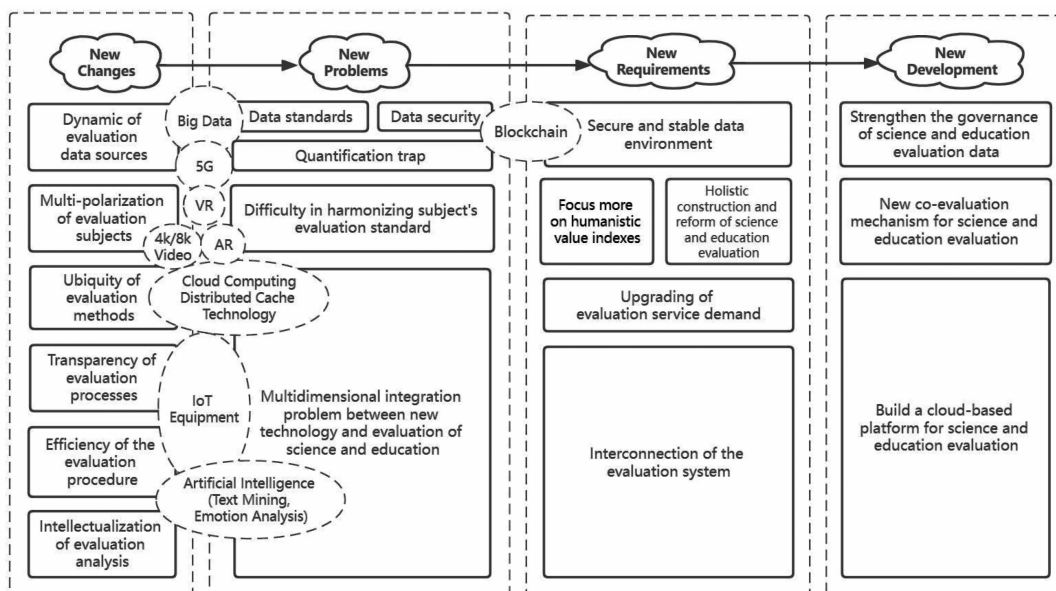 New
Changes
New
Problems
New
Requirements
New
Development
Dynamic of
evaluation
data sources
Multi-polarization
of evaluation
subjects
Ubiquity of
evaluation
methods
Transparency of
evaluation
processes
Efficiency of the
evaluation
procedure
Intellectualization
of evaluation
analysis
Big Data
5G
VR
4k/8k
Video
AR
Cloud Computing
Distributed Cache
Technology
IoT
Equipment
Artificial Intelligence
(Text Mining,
Emotion Analysis)
Data standards
Data security
Quantification trap
Difficulty in harmonizing subject's
evaluation standard
Multidimensional integration
problem between new
technology and evaluation of
science and education
Blockchain
Secure and stable data
environment
Focus more
on humanistic
value indexes
Holistic
construction and
reform of science
and education
evaluation
Upgrading of
evaluation service demand
Interconnection of the
evaluation system
Strengthen the governance
of science and education
evaluation data
New co-evaluation
mechanism for science and
education evaluation
Build a cloud-based
platform for science and
education evaluation